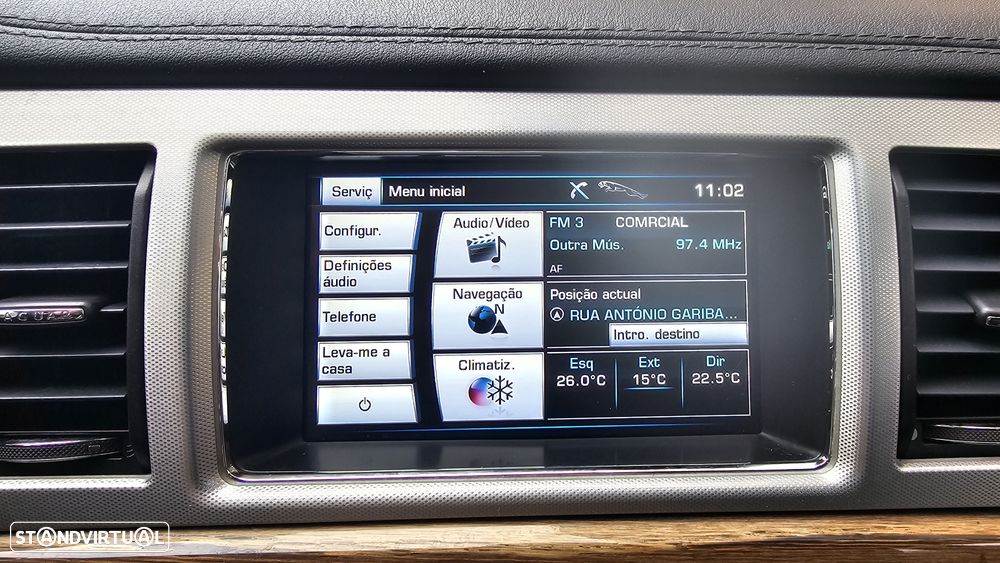 Serviç
Menu inicial
11:02
Configur.
Definições
áudio
Telefone
Leva-me a
casa
Audio/Vídeo
Navegação
N
Climatiz.
FM 3 COMRCIAL
Outra Mús. 97.4 MHz
AF
Posição actual
RUA ANTÓNIO GARIBA...
Intro. destino
Esq Ext Dir
26.0°C 15°C 22.5°C
JAGUAR
STANDVIRTUAL